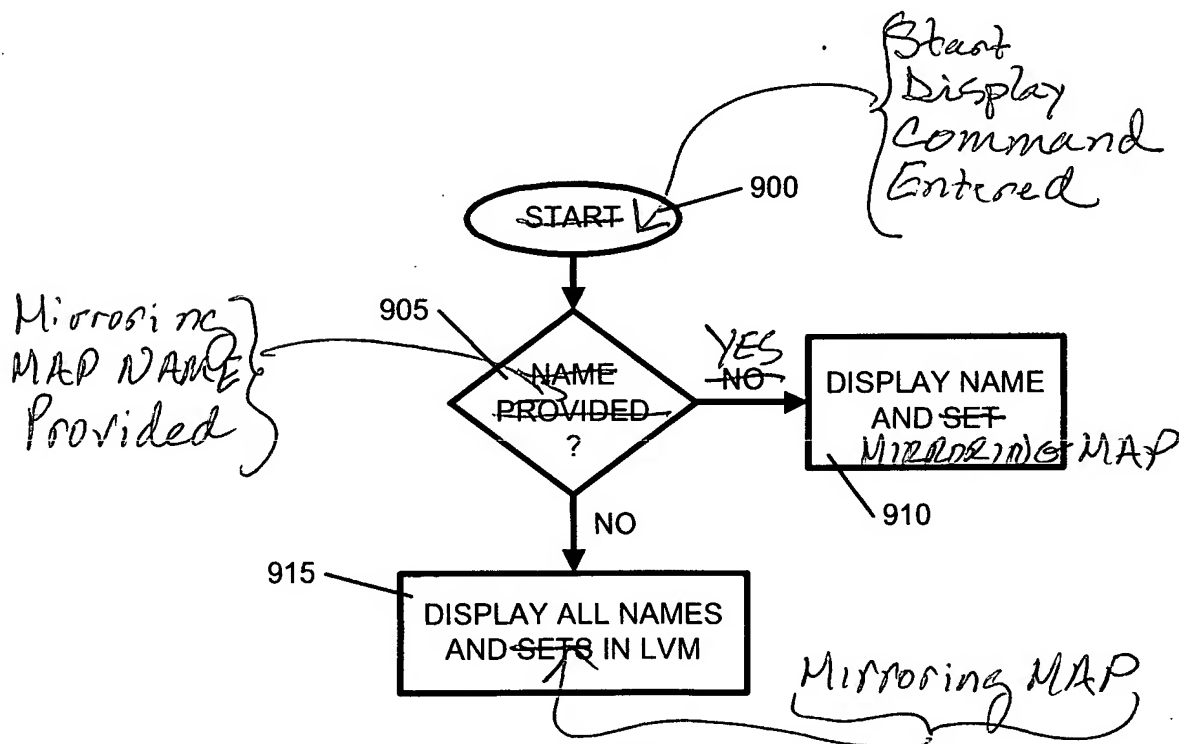 Start
Display
Command
Entered
900
START
905
Mirroring
MAP NAME
Provided
NAME
PROVIDED
?
YES
NO
DISPLAY NAME
AND SET
MIRRORING MAP
910
NO
915
DISPLAY ALL NAMES
AND SETS IN LVM
Mirroring MAP